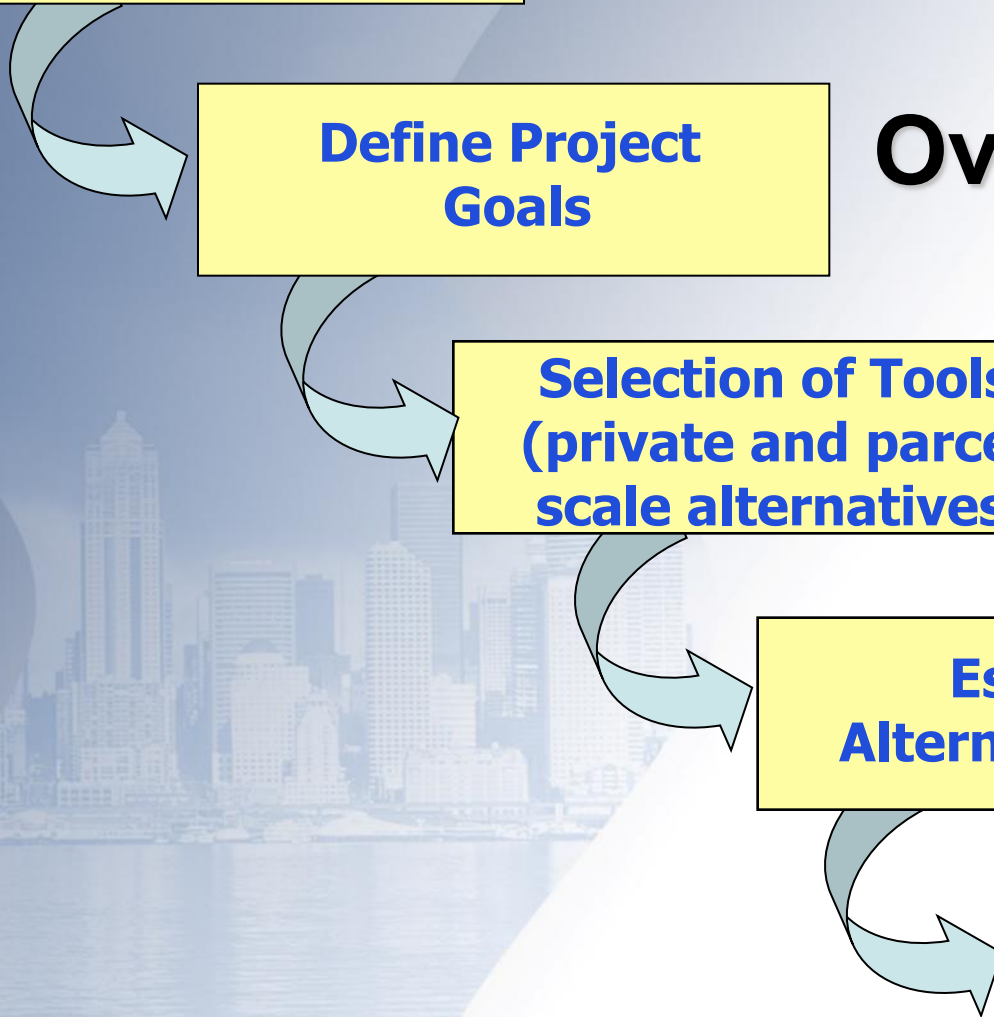 Define Project
Goals
Ov
Selection of Tools
(private and parce
scale alternatives
Es
Altern